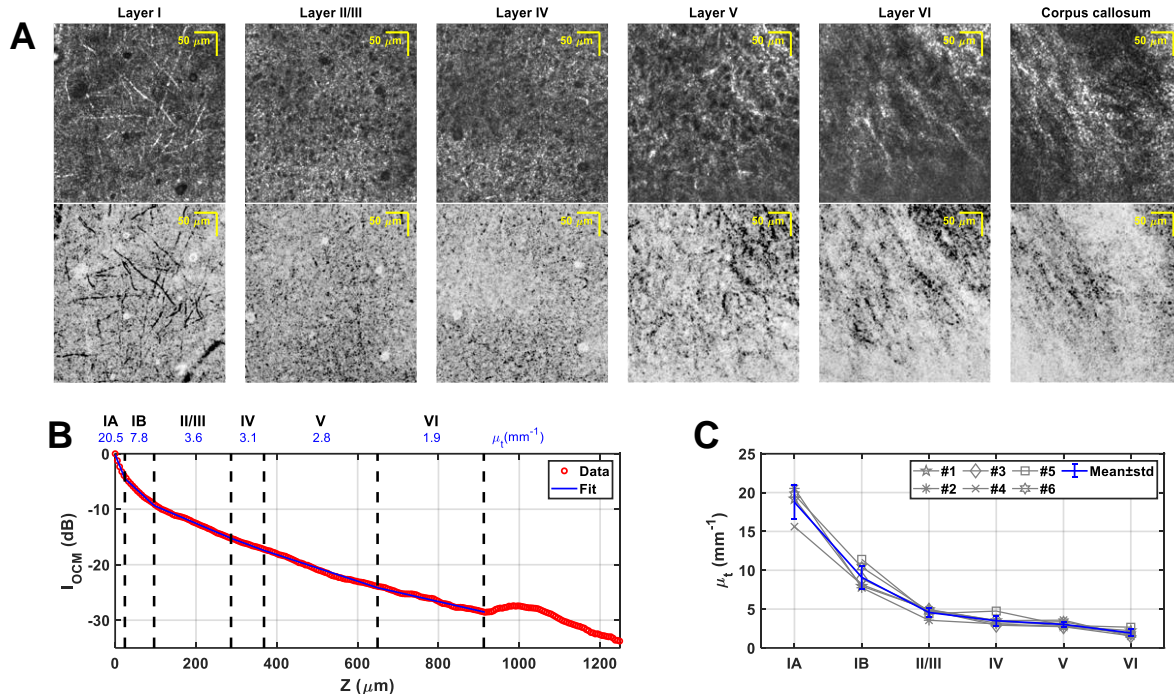 Layer I Layer II/III Layer IV Layer V Layer VI Corpus callosum
A
50 μm 50 μm 50 μm 50 μm 50 μm 50 μm
50 μm 50 μm 50 μm 50 μm 50 μm 50 μm
B
IA IB II/III IV V VI
20.5 7.8 3.6 3.1 2.8 1.9 μt(mm-1)
0
-10
-20
-30
IOCM (dB)
Data
Fit
0 200 400 600 800 1000 1200
Z (μm)
C
25
20
15
10
5
0
μt (mm-1)
#1 #3 #5 Mean±std
#2 #4 #6
IA IB II/III IV V VI